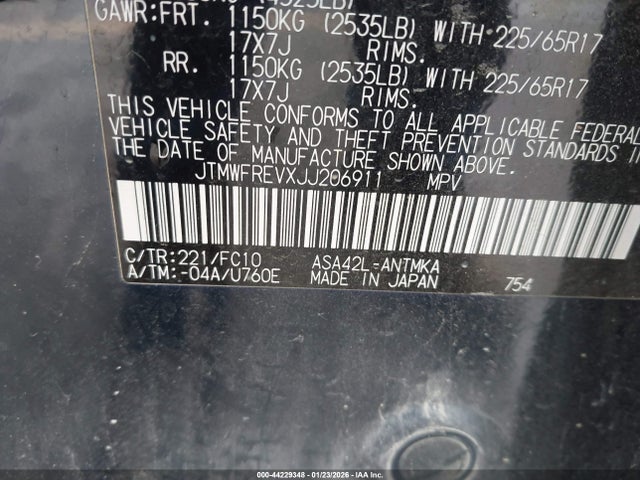 GAWR:FRT. 1150KG (2535LB) WITH 225/65R17
17X7J RIMS.
RR. 1150KG (2535LB) WITH 225/65R17
17X7J RIMS.
THIS VEHICLE CONFORMS TO ALL APPLICABLE FEDERAL
VEHICLE SAFETY AND THEFT PREVENTION STANDARDS IN
THE DATE OF MANUFACTURE SHOWN ABOVE.
JTMWFREVXJJ206911 MPV
C/TR:221/FC10 ASA42L-ANTMKA
A/TM:-04A/U760E MADE IN JAPAN 754
000-44229348 - 01/23/2026 - IAA Inc.